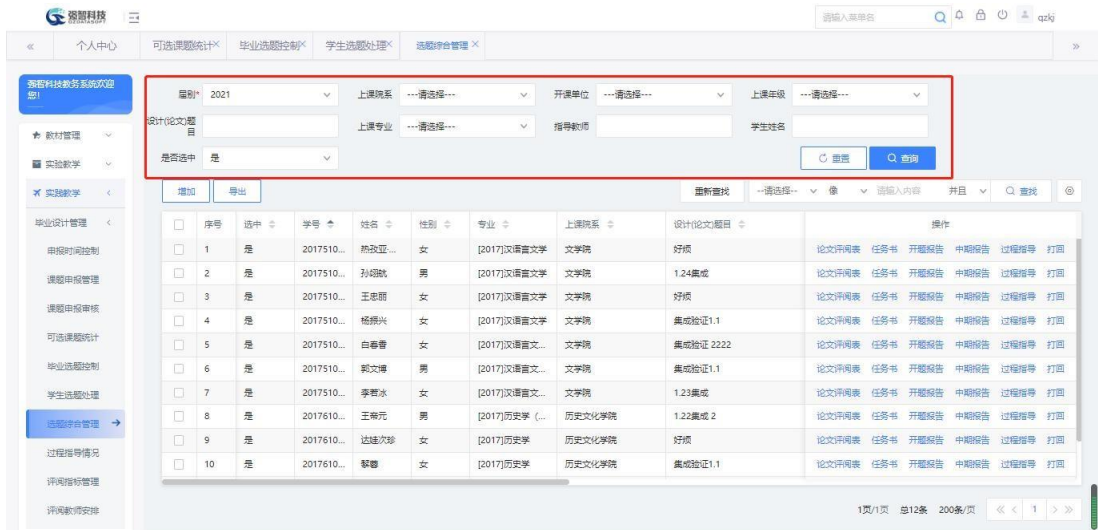 强智科技
QZDATASOFT
请输入菜单名
qzkj
个人中心 可选课题统计× 毕业选题控制× 学生选题处理× 选题综合管理×
强智科技教务系统欢迎您!
教材管理
实验教学
实践教学
毕业设计管理
申报时间控制
课题申报管理
课题申报审核
可选课题统计
毕业选题控制
学生选题处理
选题综合管理
过程指导情况
评阅指标管理
评阅教师安排
届别* 2021 上课院系 ---请选择--- 开课单位 ---请选择--- 上课年级 ---请选择---
设计(论文)题目 上课专业 ---请选择--- 指导教师 学生姓名
是否选中 是 重置 查询
增加 导出 重新查找 --请选择-- 像 请输入内容 并且 查找
序号 选中 学号 姓名 性别 专业 上课院系 设计(论文)题目 操作
1 是 2017510... 热孜亚... 女 [2017]汉语言文学 文学院 好烦 论文评阅表 任务书 开题报告 中期报告 过程指导 打回
2 是 2017510... 孙翊航 男 [2017]汉语言文学 文学院 1.24集成 论文评阅表 任务书 开题报告 中期报告 过程指导 打回
3 是 2017510... 王忠丽 女 [2017]汉语言文学 文学院 好烦 论文评阅表 任务书 开题报告 中期报告 过程指导 打回
4 是 2017510... 杨振兴 女 [2017]汉语言文学 文学院 集成验证1.1 论文评阅表 任务书 开题报告 中期报告 过程指导 打回
5 是 2017510... 白春香 女 [2017]汉语言文... 文学院 集成验证 2222 论文评阅表 任务书 开题报告 中期报告 过程指导 打回
6 是 2017510... 郭文博 男 [2017]汉语言文... 文学院 集成验证1.1 论文评阅表 任务书 开题报告 中期报告 过程指导 打回
7 是 2017510... 李若冰 女 [2017]汉语言文... 文学院 1.23集成 论文评阅表 任务书 开题报告 中期报告 过程指导 打回
8 是 2017610... 王帝元 男 [2017]历史学 (... 历史文化学院 1.22集成 2 论文评阅表 任务书 开题报告 中期报告 过程指导 打回
9 是 2017610... 达娃次珍 女 [2017]历史学 历史文化学院 好烦 论文评阅表 任务书 开题报告 中期报告 过程指导 打回
10 是 2017610... 解蓉 女 [2017]历史学 历史文化学院 集成验证1.1 论文评阅表 任务书 开题报告 中期报告 过程指导 打回
1页/1页 总12条 200条/页 1